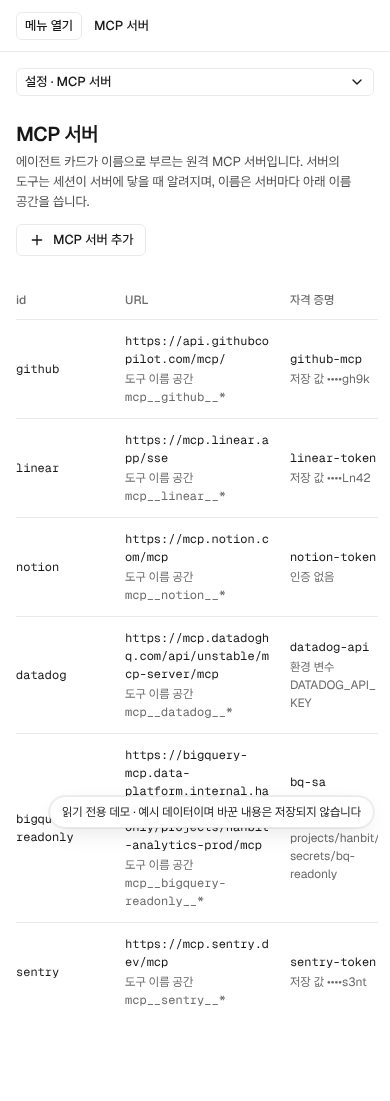 메뉴 열기
MCP 서버
설정 · MCP 서버
MCP 서버
에이전트 카드가 이름으로 부르는 원격 MCP 서버입니다. 서버의
도구는 세션이 서버에 닿을 때 알려지며, 이름은 서버마다 아래 이름
공간을 씁니다.
MCP 서버 추가
id
URL
자격 증명
github
https://api.githubco
pilot.com/mcp/
도구 이름 공간
mcp__github__*
github-mcp
저장 값 ••••gh9k
linear
https://mcp.linear.a
pp/sse
도구 이름 공간
mcp__linear__*
linear-token
저장 값 ••••Ln42
notion
https://mcp.notion.c
om/mcp
도구 이름 공간
mcp__notion__*
notion-token
인증 없음
datadog
https://mcp.datadogh
q.com/api/unstable/m
cp-server/mcp
도구 이름 공간
mcp__datadog__*
datadog-api
환경 변수
DATADOG_API_
KEY
readonly
https://bigquery-
mcp.data-
platform.internal.ha
-analytics-prod/mcp
도구 이름 공간
mcp__bigquery-
readonly__*
bq-sa
projects/hanbit/
secrets/bq-
readonly
읽기 전용 데모 · 예시 데이터이며 바꾼 내용은 저장되지 않습니다
sentry
https://mcp.sentry.d
ev/mcp
도구 이름 공간
mcp__sentry__*
sentry-token
저장 값 ••••s3nt